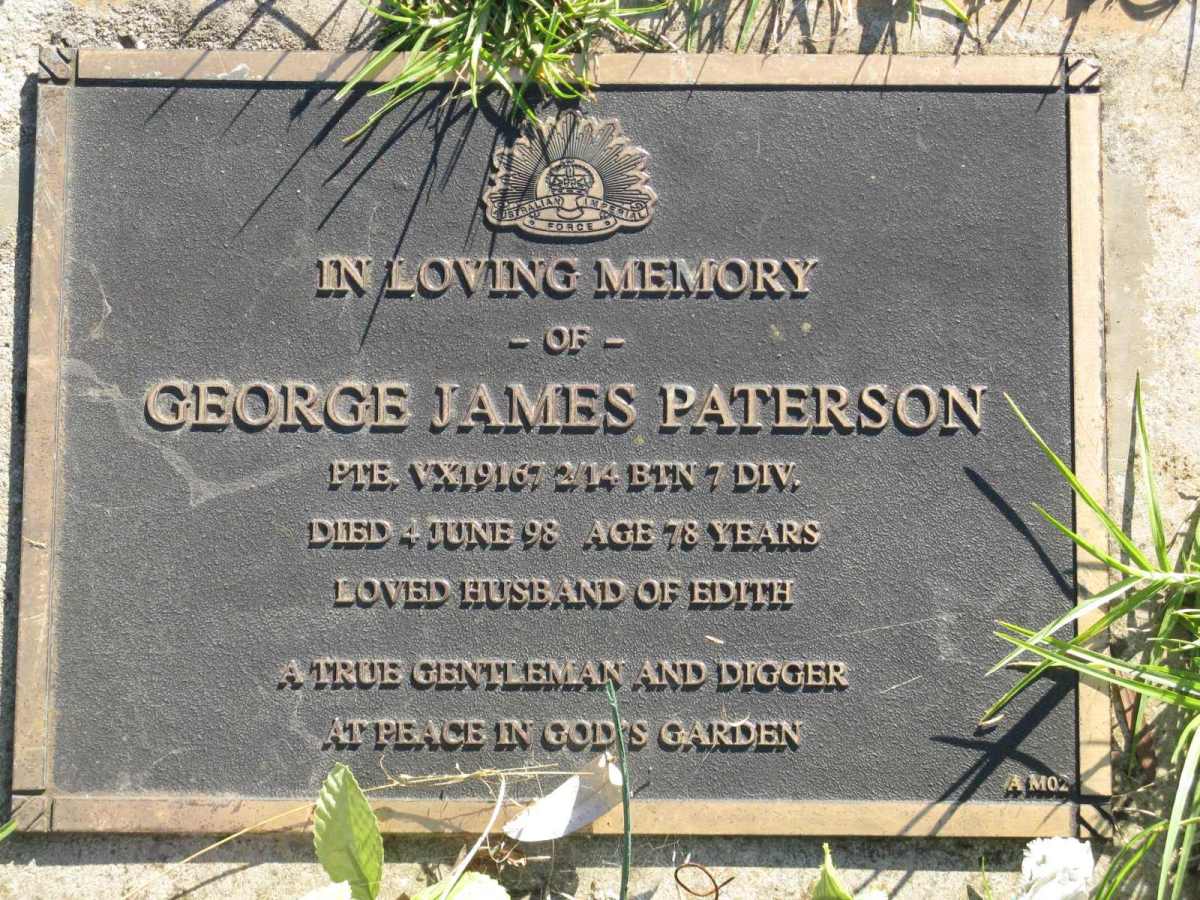 AUSTRALIAN IMPERIAL
FORCE
IN LOVING MEMORY
- OF -
GEORGE JAMES PATERSON
PTE. VX19167 2/14 BTN 7 DIV.
DIED 4 JUNE 98 AGE 78 YEARS
LOVED HUSBAND OF EDITH
A TRUE GENTLEMAN AND DIGGER
AT PEACE IN GOD'S GARDEN
A M02